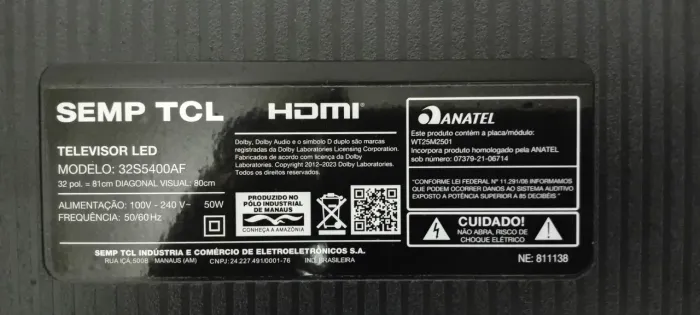 SEMP TCL
HDMI
TELEVISOR LED
MODELO: 32S5400AF
32 pol. = 81cm DIAGONAL VISUAL: 80cm
ALIMENTAÇÃO: 100V - 240 V~ 50W
FREQUÊNCIA: 50/60Hz
Dolby, Dolby Audio e o símbolo D duplo são marcas
registradas da Dolby Laboratories Licensing Corporation.
Fabricados de acordo com licença da Dolby
Laboratories. Copyright 2012–2023 Dolby Laboratories.
Todos os direitos reservados.
PRODUZIDO NO
PÓLO INDUSTRIAL
DE MANAUS
CONHEÇA A AMAZÔNIA
ANATEL
Este produto contém a placa/módulo:
WT25M2501
Incorpora produto homologado pela ANATEL
sob número: 07379-21-06714
"CONFORME LEI FEDERAL Nº 11.291/06 INFORMAMOS
QUE PODEM OCORRER DANOS AO SISTEMA AUDITIVO
EXPOSTO A POTÊNCIA SUPERIOR A 85 DECIBÉIS"
CUIDADO!
NÃO ABRA, RISCO DE
CHOQUE ELÉTRICO
SEMP TCL INDÚSTRIA E COMÉRCIO DE ELETROELETRÔNICOS S.A.
MANAUS (AM) CNPJ: 24.227.491/0001-76 IND. BRASILEIRA
NE: 811138